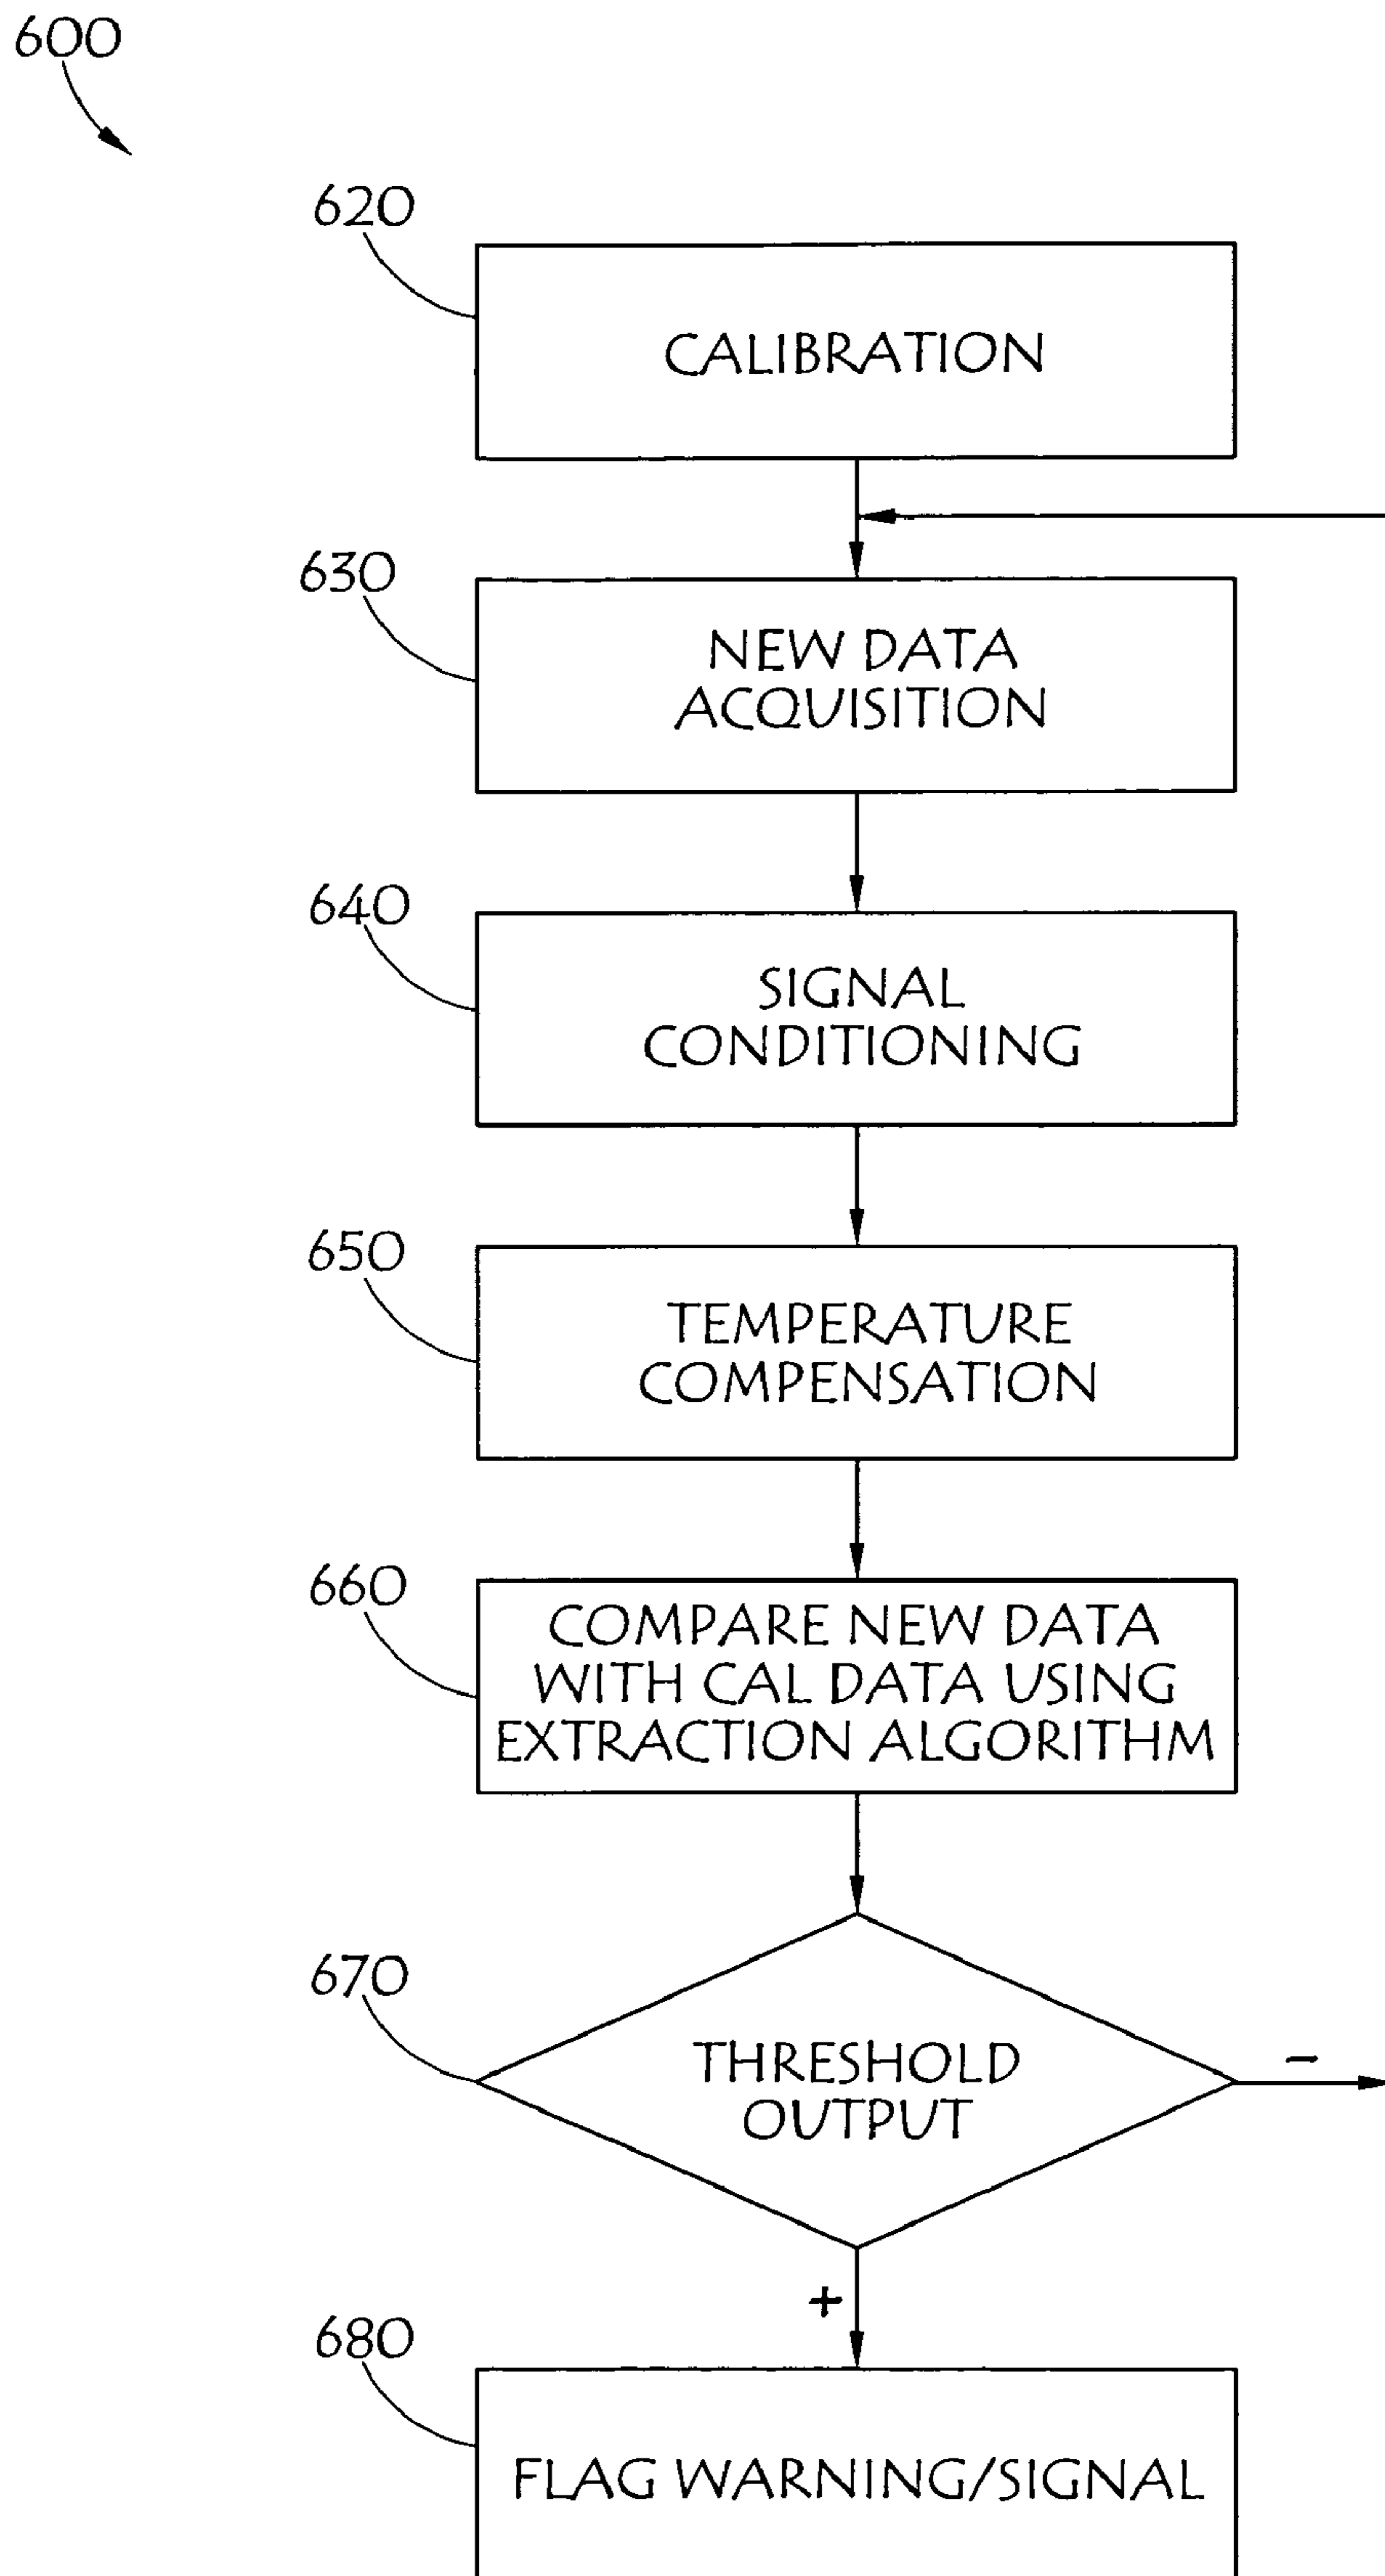 600
620
CALIBRATION
630
NEW DATA
ACQUISITION
640
SIGNAL
CONDITIONING
650
TEMPERATURE
COMPENSATION
660
COMPARE NEW DATA
WITH CAL DATA USING
EXTRACTION ALGORITHM
670
THRESHOLD
OUTPUT
−
+
680
FLAG WARNING/SIGNAL